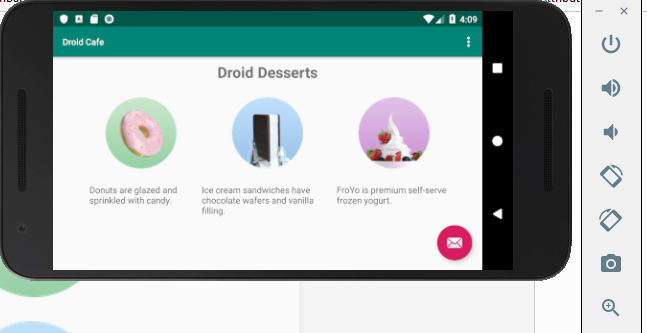 4:09
Droid Cafe
Droid Desserts
Donuts are glazed and
sprinkled with candy.
Ice cream sandwiches have
chocolate wafers and vanilla
filling.
FroYo is premium self-serve
frozen yogurt.